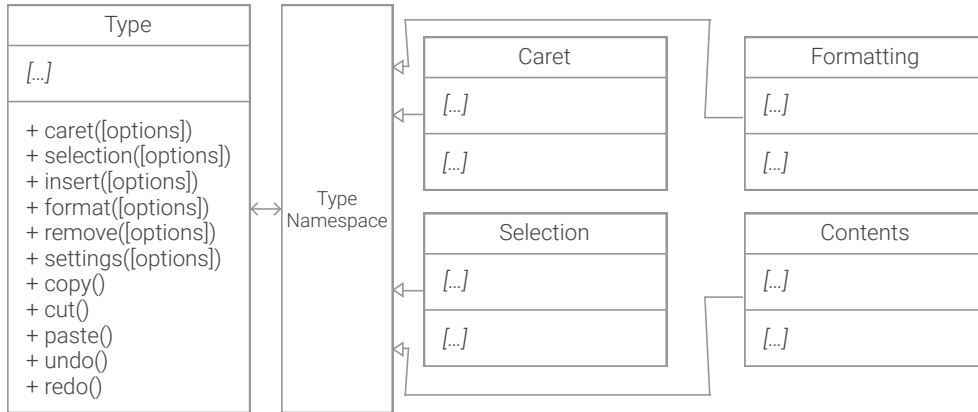 Type
[...]
+ caret([options])
+ selection([options])
+ insert([options])
+ format([options])
+ remove([options])
+ settings([options])
+ copy()
+ cut()
+ paste()
+ undo()
+ redo()
Type
Namespace
Caret
[...]
[...]
Formatting
[...]
[...]
Selection
[...]
[...]
Contents
[...]
[...]